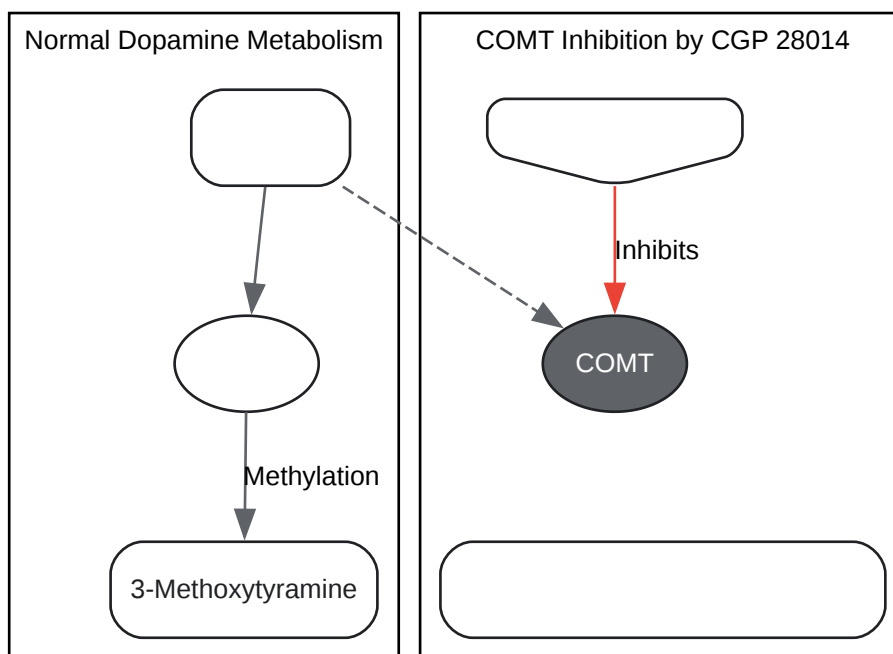 Normal Dopamine Metabolism
COMT Inhibition by CGP 28014
Inhibits
COMT
Methylation
3-Methoxytyramine